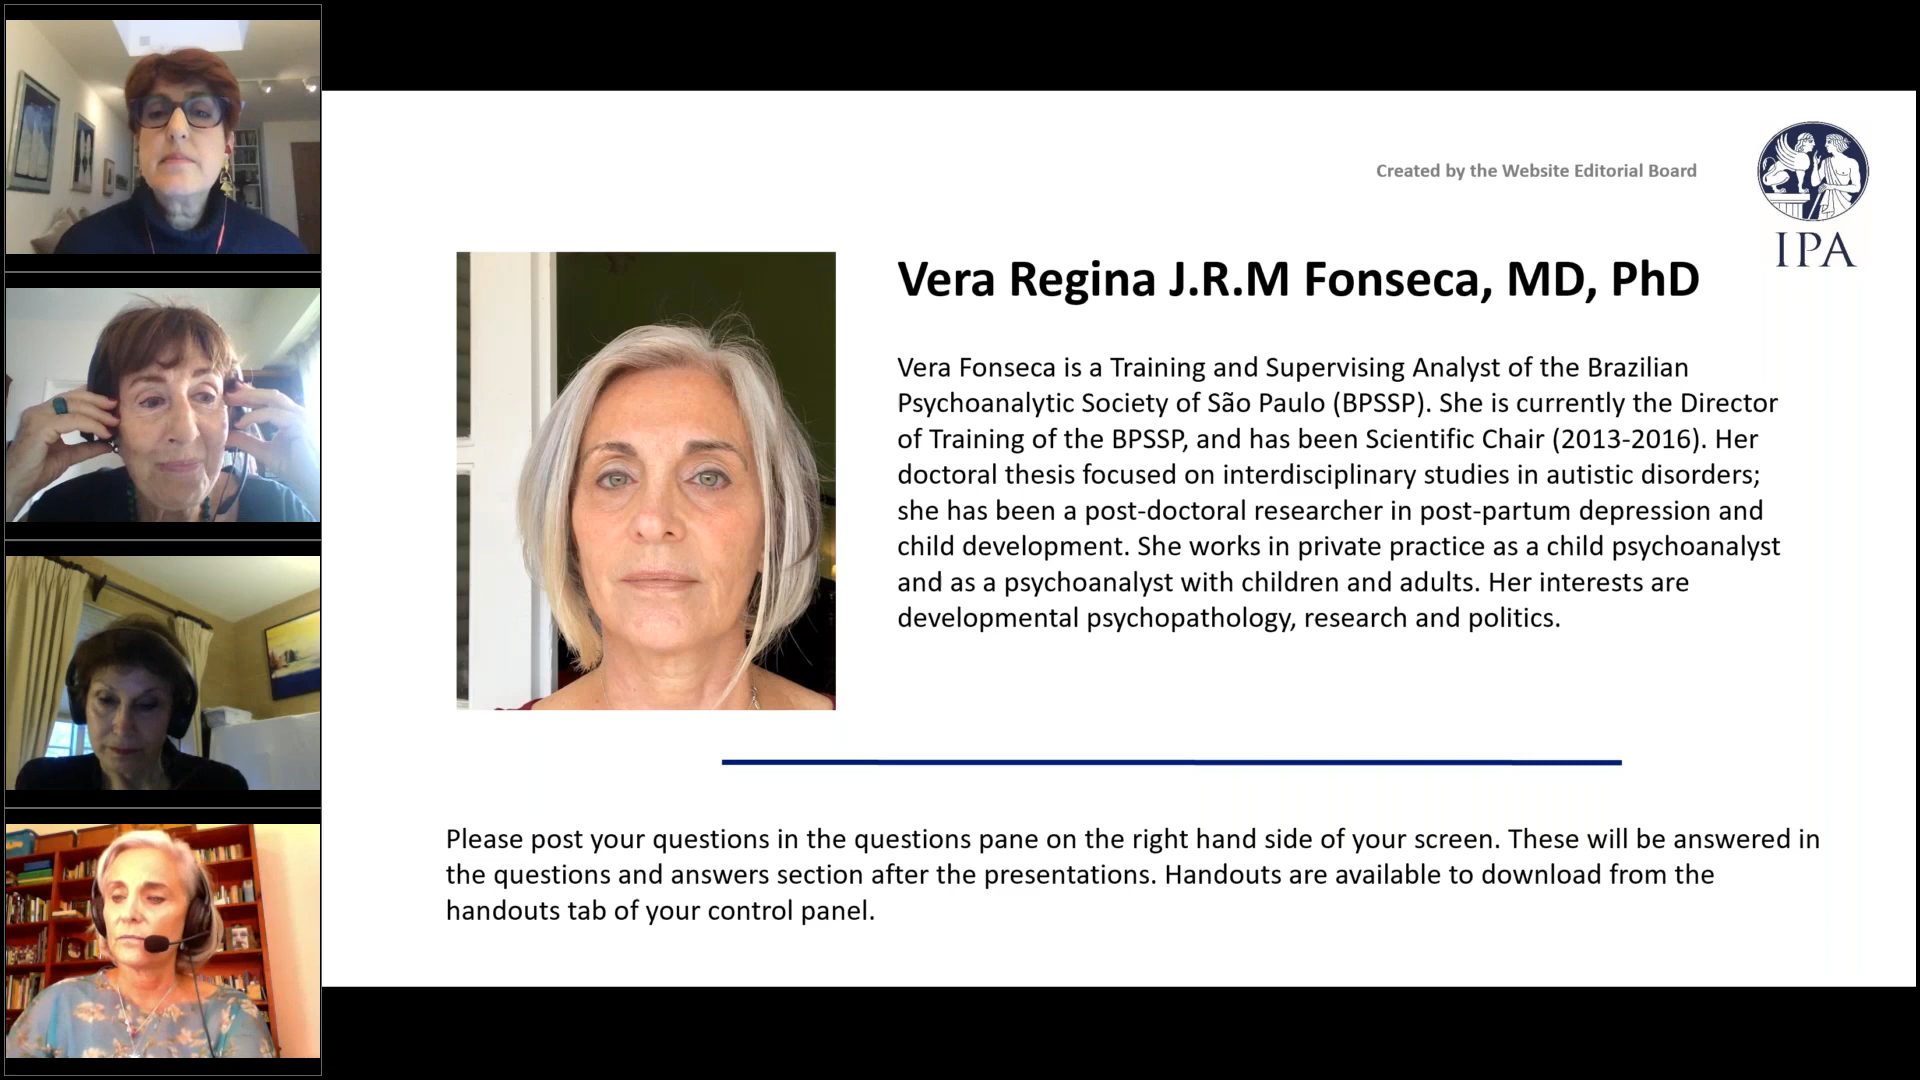 Created by the Website Editorial Board
IPA
Vera Regina J.R.M Fonseca, MD, PhD
Vera Fonseca is a Training and Supervising Analyst of the Brazilian
Psychoanalytic Society of São Paulo (BPSSP). She is currently the Director
of Training of the BPSSP, and has been Scientific Chair (2013-2016). Her
doctoral thesis focused on interdisciplinary studies in autistic disorders;
she has been a post-doctoral researcher in post-partum depression and
child development. She works in private practice as a child psychoanalyst
and as a psychoanalyst with children and adults. Her interests are
developmental psychopathology, research and politics.
Please post your questions in the questions pane on the right hand side of your screen. These will be answered in
the questions and answers section after the presentations. Handouts are available to download from the
handouts tab of your control panel.